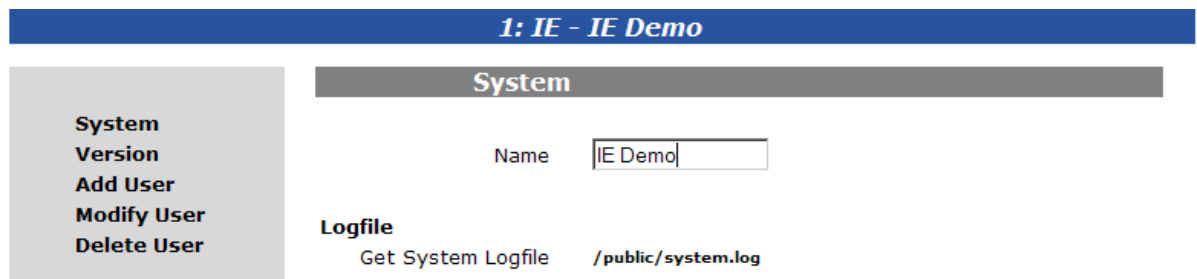 1: IE - IE Demo
System
Version
Add User
Modify User
Delete User
System
Name IE Demo
Logfile
Get System Logfile /public/system.log